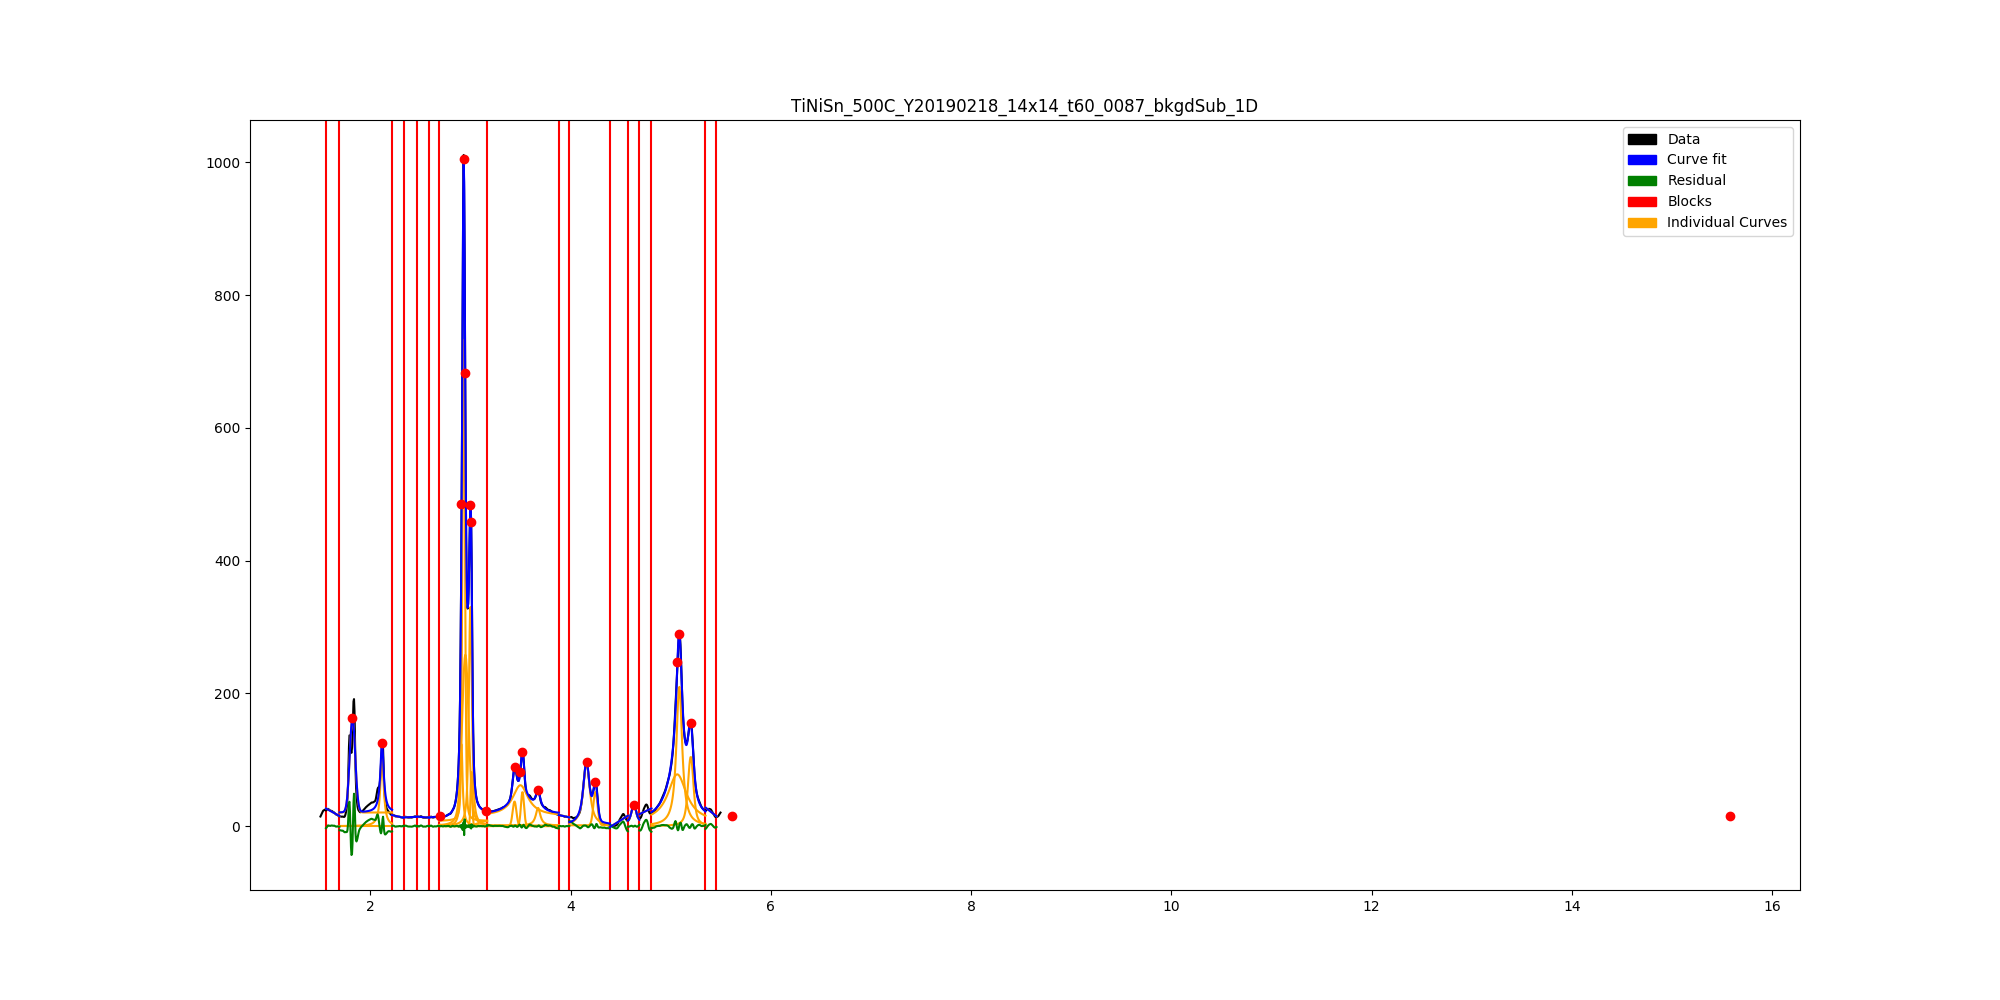 TiNiSn_500C_Y20190218_14x14_t60_0087_bkgdSub_1D
Data
Curve fit
Residual
Blocks
Individual Curves
1000
800
600
400
200
0
2 4 6 8 10 12 14 16